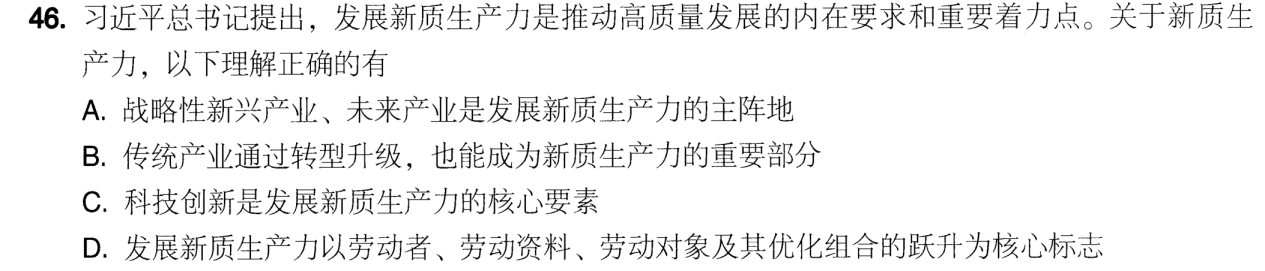 46. 习近平总书记提出，发展新质生产力是推动高质量发展的内在要求和重要着力点。关于新质生
产力，以下理解正确的有
A. 战略性新兴产业、未来产业是发展新质生产力的主阵地
B. 传统产业通过转型升级，也能成为新质生产力的重要部分
C. 科技创新是发展新质生产力的核心要素
D. 发展新质生产力以劳动者、劳动资料、劳动对象及其优化组合的跃升为核心标志